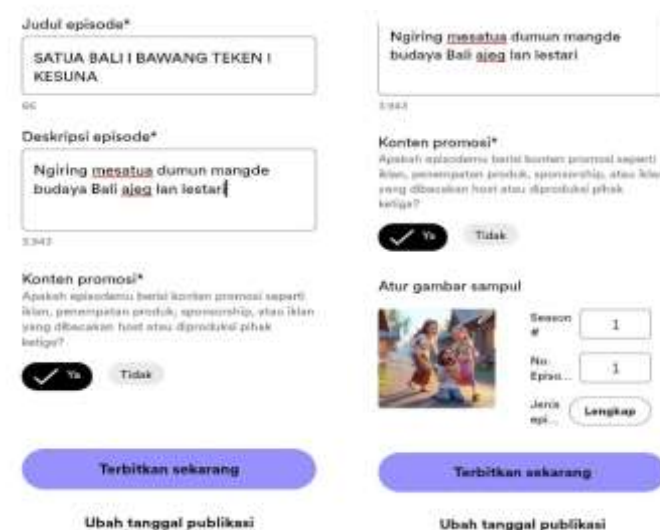 Judul episode*
SATUA BALI I BAWANG TEKEN I
KESUNA
66
Deskripsi episode*
Ngiring mesatua dumun mangde
budaya Bali ajeg lan lestari
3.943
Konten promosi*
Apakah episodemu berisi konten promosi seperti
iklan, penempatan produk, sponsorship, atau iklan
yang dibacakan host atau diproduksi pihak
ketiga?
Ya
Tidak
Terbitkan sekarang
Ubah tanggal publikasi
Ngiring mesatua dumun mangde
budaya Bali ajeg lan lestari
3.943
Konten promosi*
Apakah episodemu berisi konten promosi seperti
iklan, penempatan produk, sponsorship, atau iklan
yang dibacakan host atau diproduksi pihak
ketiga?
Ya
Tidak
Atur gambar sampul
Season
#
1
No.
Episo...
1
Jenis
epi...
Lengkap
Terbitkan sekarang
Ubah tanggal publikasi